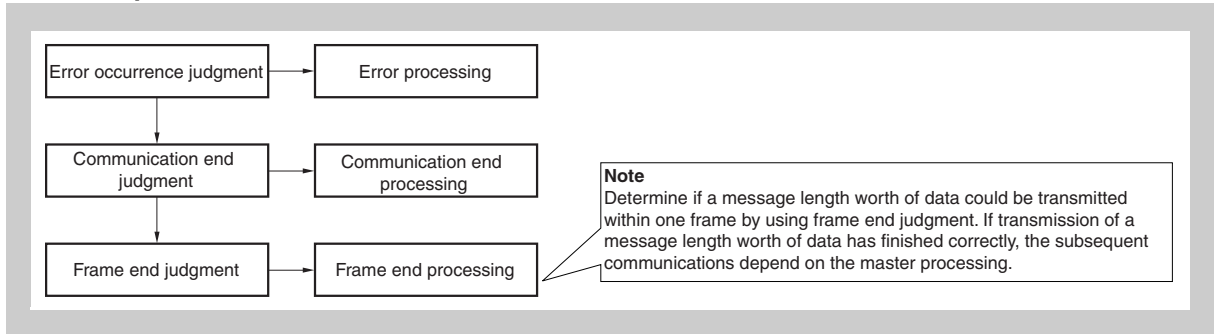 Error occurrence judgment
Error processing
Communication end
judgment
Communication end
processing
Note
Determine if a message length worth of data could be transmitted
within one frame by using frame end judgment. If transmission of a
message length worth of data has finished correctly, the subsequent
communications depend on the master processing.
Frame end judgment
Frame end processing